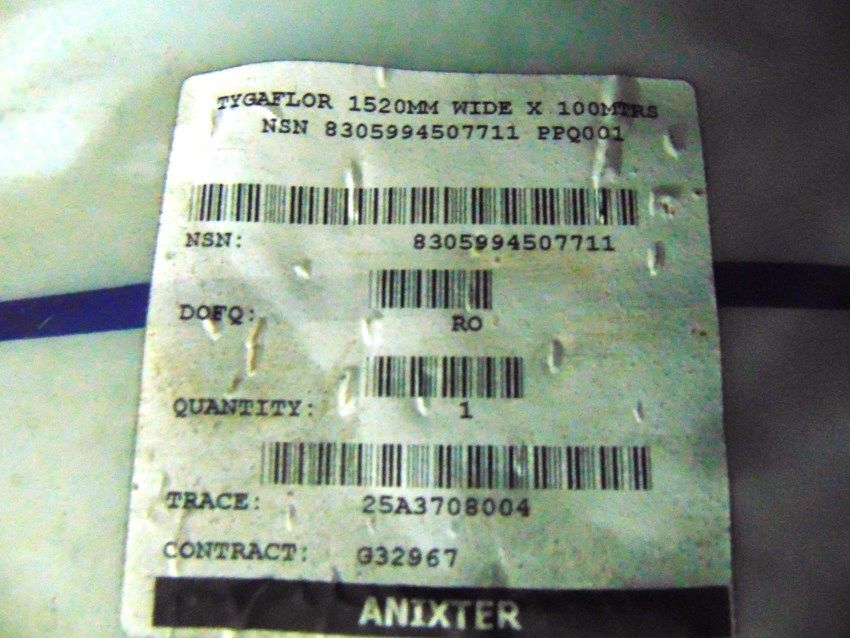 TYGAFLOR 1520MM WIDE X 100MTRS
NSN 8305994507711 PPQ001
NSN: 8305994507711
DOFQ: RO
QUANTITY: 1
TRACE: 25A3708004
CONTRACT: G32967
ANIXTER